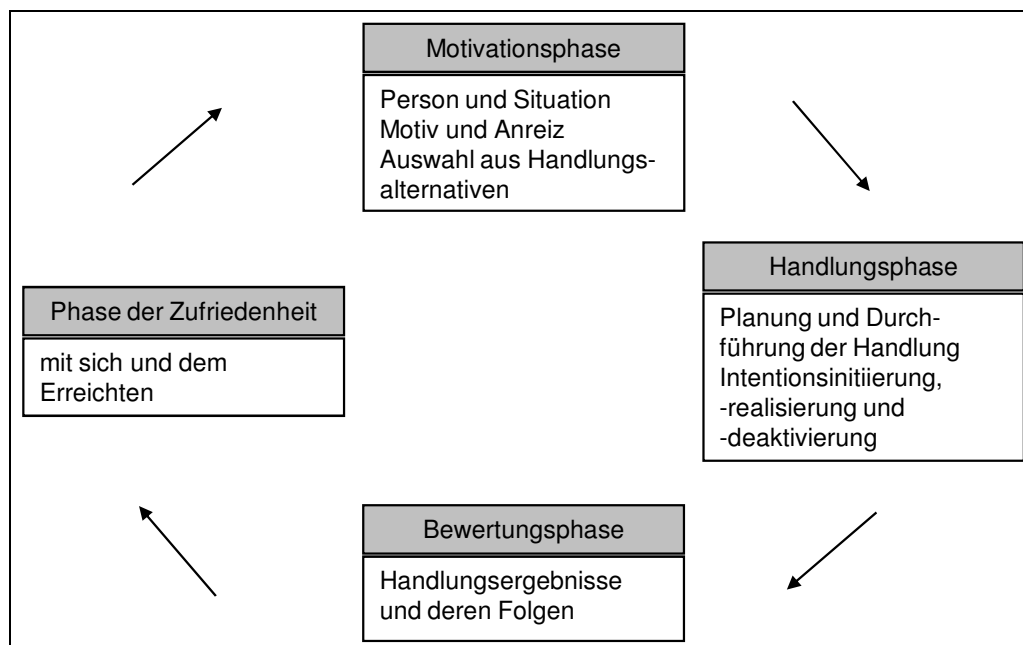 Motivationsphase
Person und Situation
Motiv und Anreiz
Auswahl aus Handlungs-
alternativen
Handlungsphase
Planung und Durch-
führung der Handlung
Intentionsinitiierung,
-realisierung und
-deaktivierung
Bewertungsphase
Handlungsergebnisse
und deren Folgen
Phase der Zufriedenheit
mit sich und dem
Erreichten